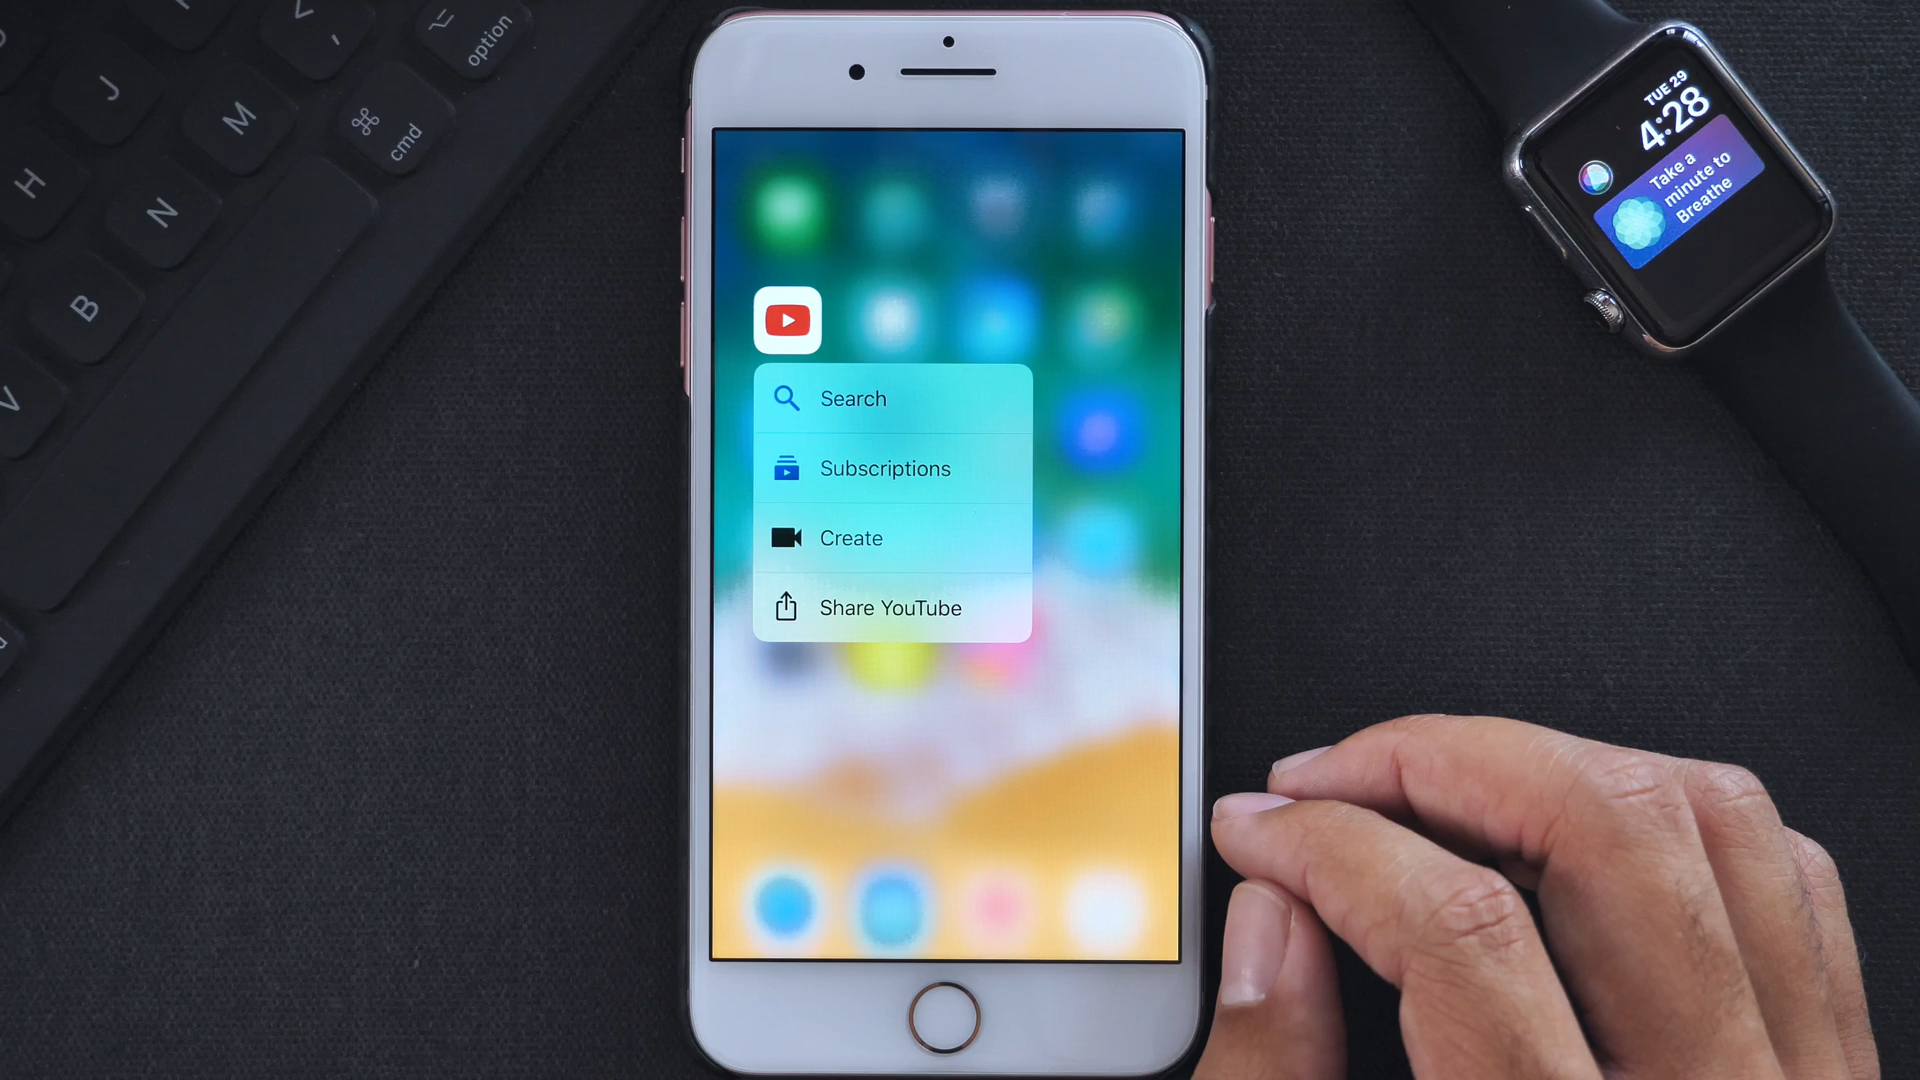 option
J
M
⌘
cmd
H
N
B
V
,
Search
Subscriptions
Create
Share YouTube
TUE 29
4:28
Take a
minute to
Breathe